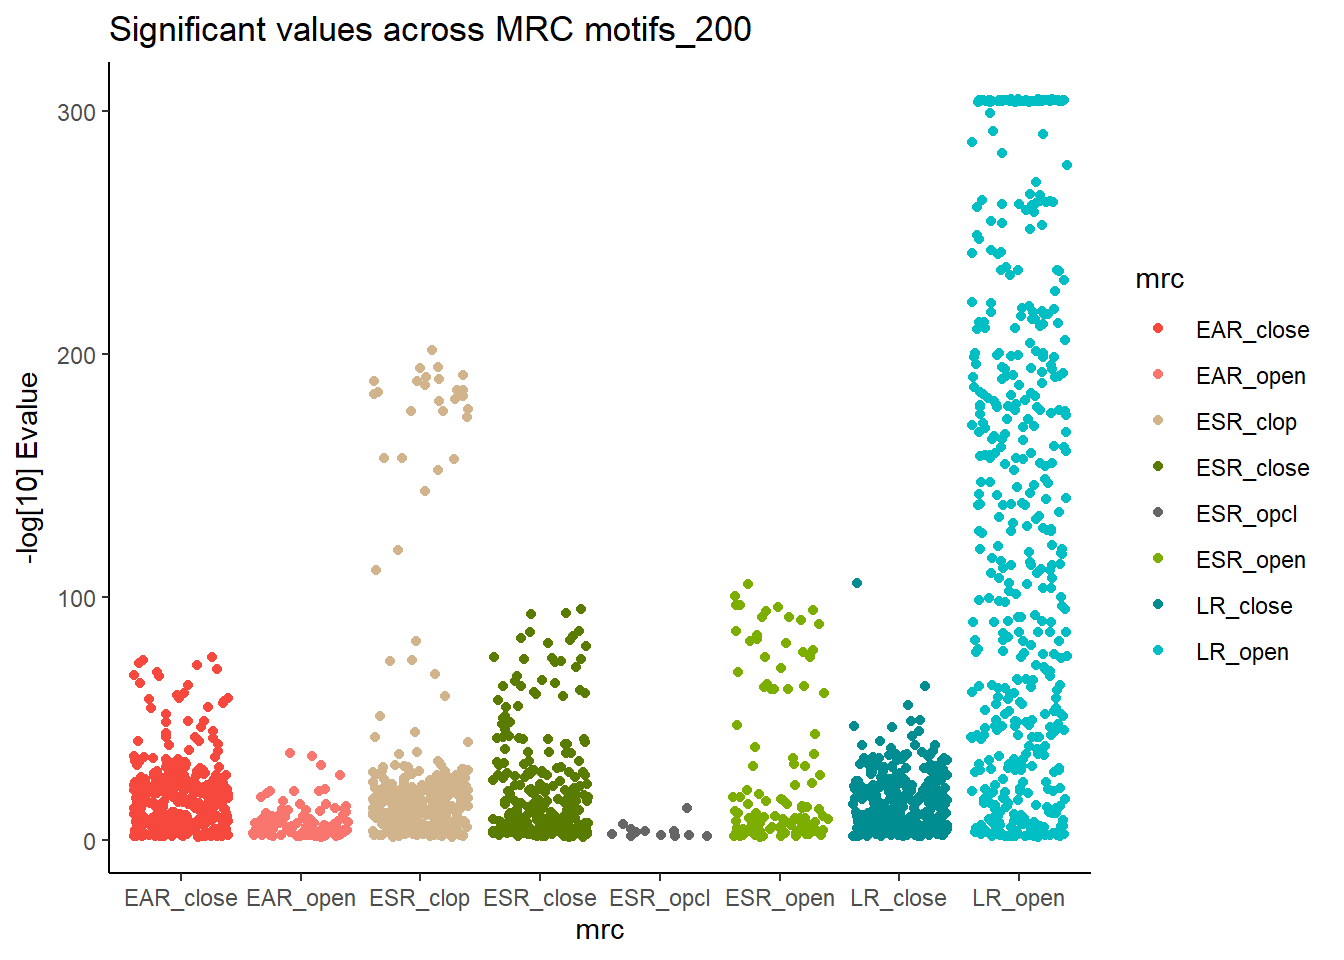 Significant values across MRC motifs_200
-log[10] Evalue
300
200
100
0
EAR_close EAR_open ESR_clop ESR_close ESR_opcl ESR_open LR_close LR_open
mrc
mrc
EAR_close
EAR_open
ESR_clop
ESR_close
ESR_opcl
ESR_open
LR_close
LR_open